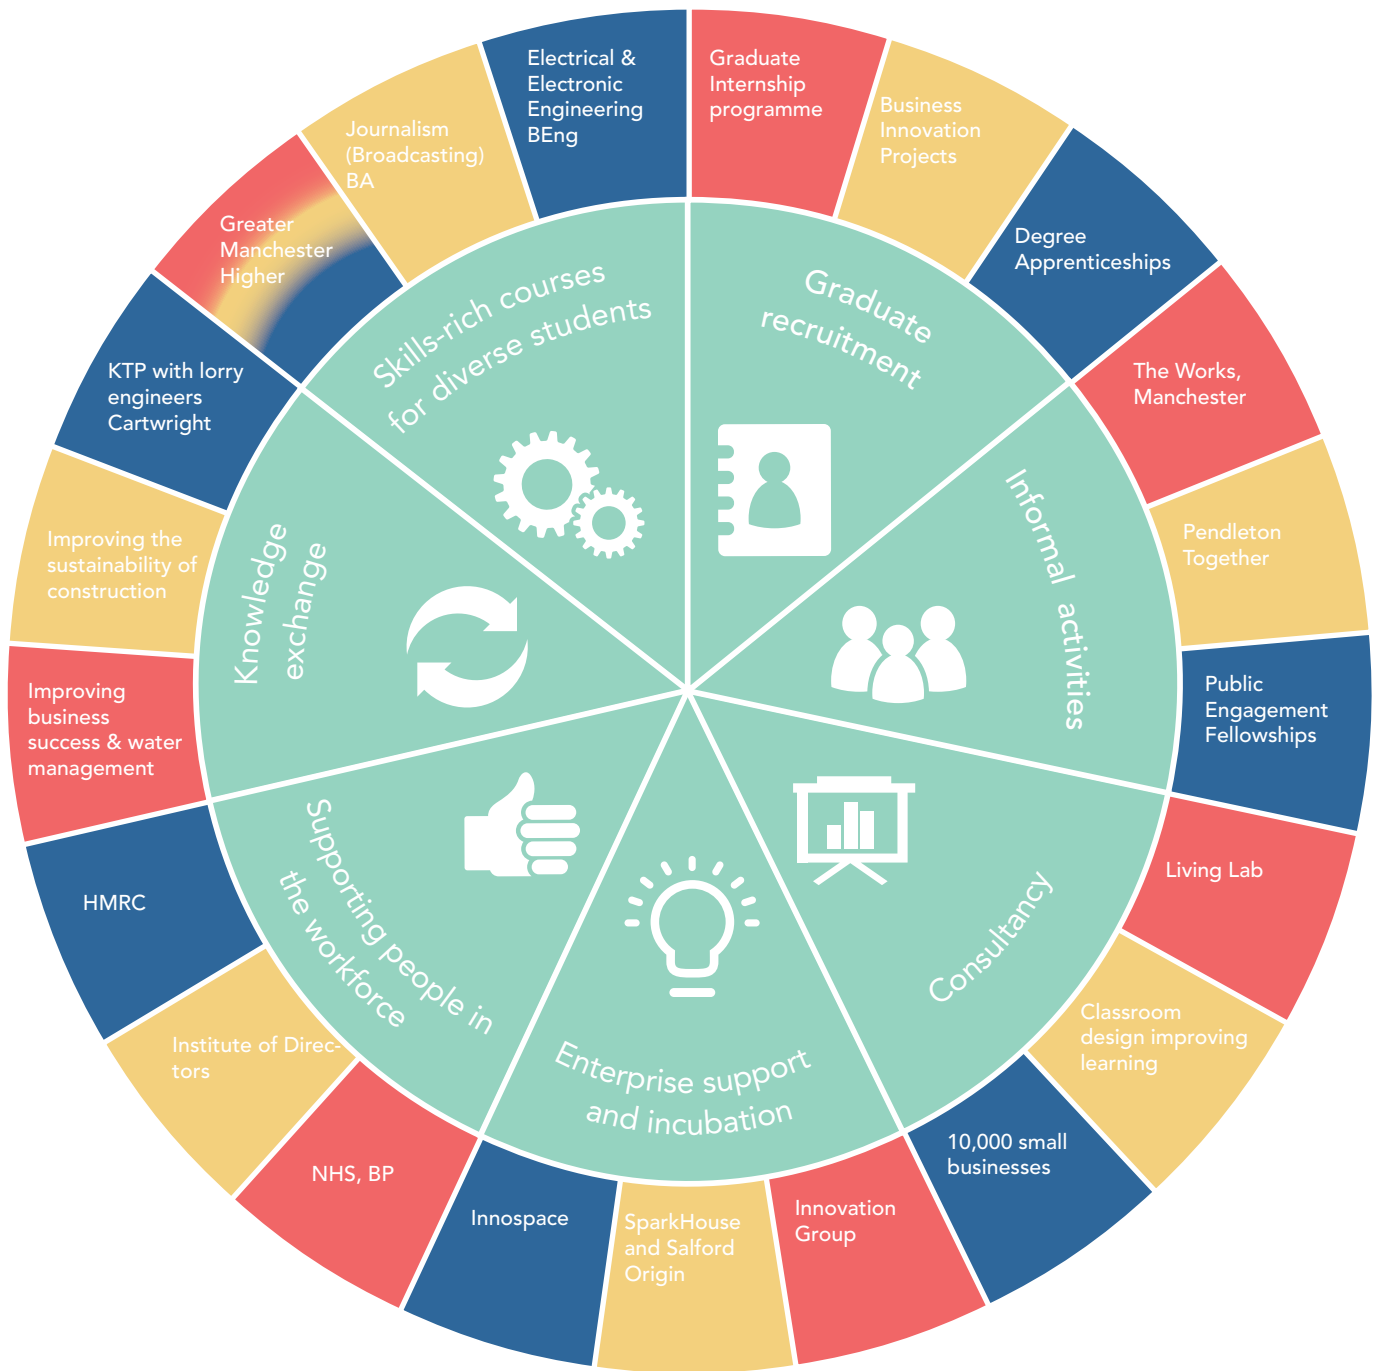 Electrical &
Electronic
Engineering
BEng
Graduate
Internship
programme
Business
Innovation
Projects
Degree
Apprenticeships
The Works,
Manchester
Pendleton
Together
Public
Engagement
Fellowships
Living Lab
Classroom
design improving
learning
10,000 small
businesses
Innovation
Group
SparkHouse
and Salford
Origin
Innospace
NHS, BP
Institute of Direc-
tors
HMRC
Improving
business
success & water
management
Improving the
sustainability of
construction
KTP with lorry
engineers
Cartwright
Greater
Manchester
Higher
Journalism
(Broadcasting)
BA
Skills-rich courses
for diverse students
Graduate
recruitment
Informal activities
Consultancy
Enterprise support
and incubation
Supporting people in
the workforce
Knowledge
exchange